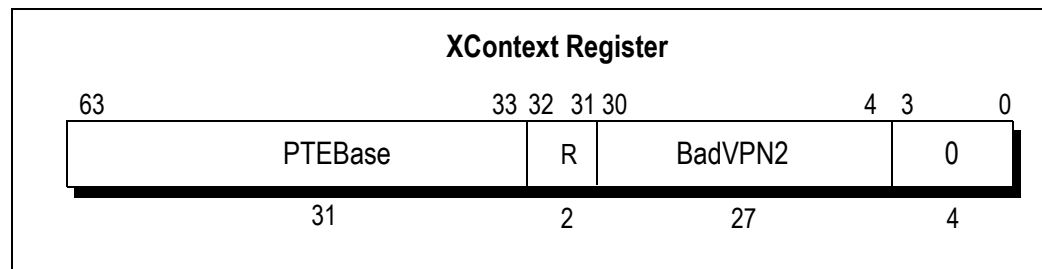 XContext Register
63 33 32 31 30 4 3 0
PTEBase R BadVPN2 0
31 2 27 4